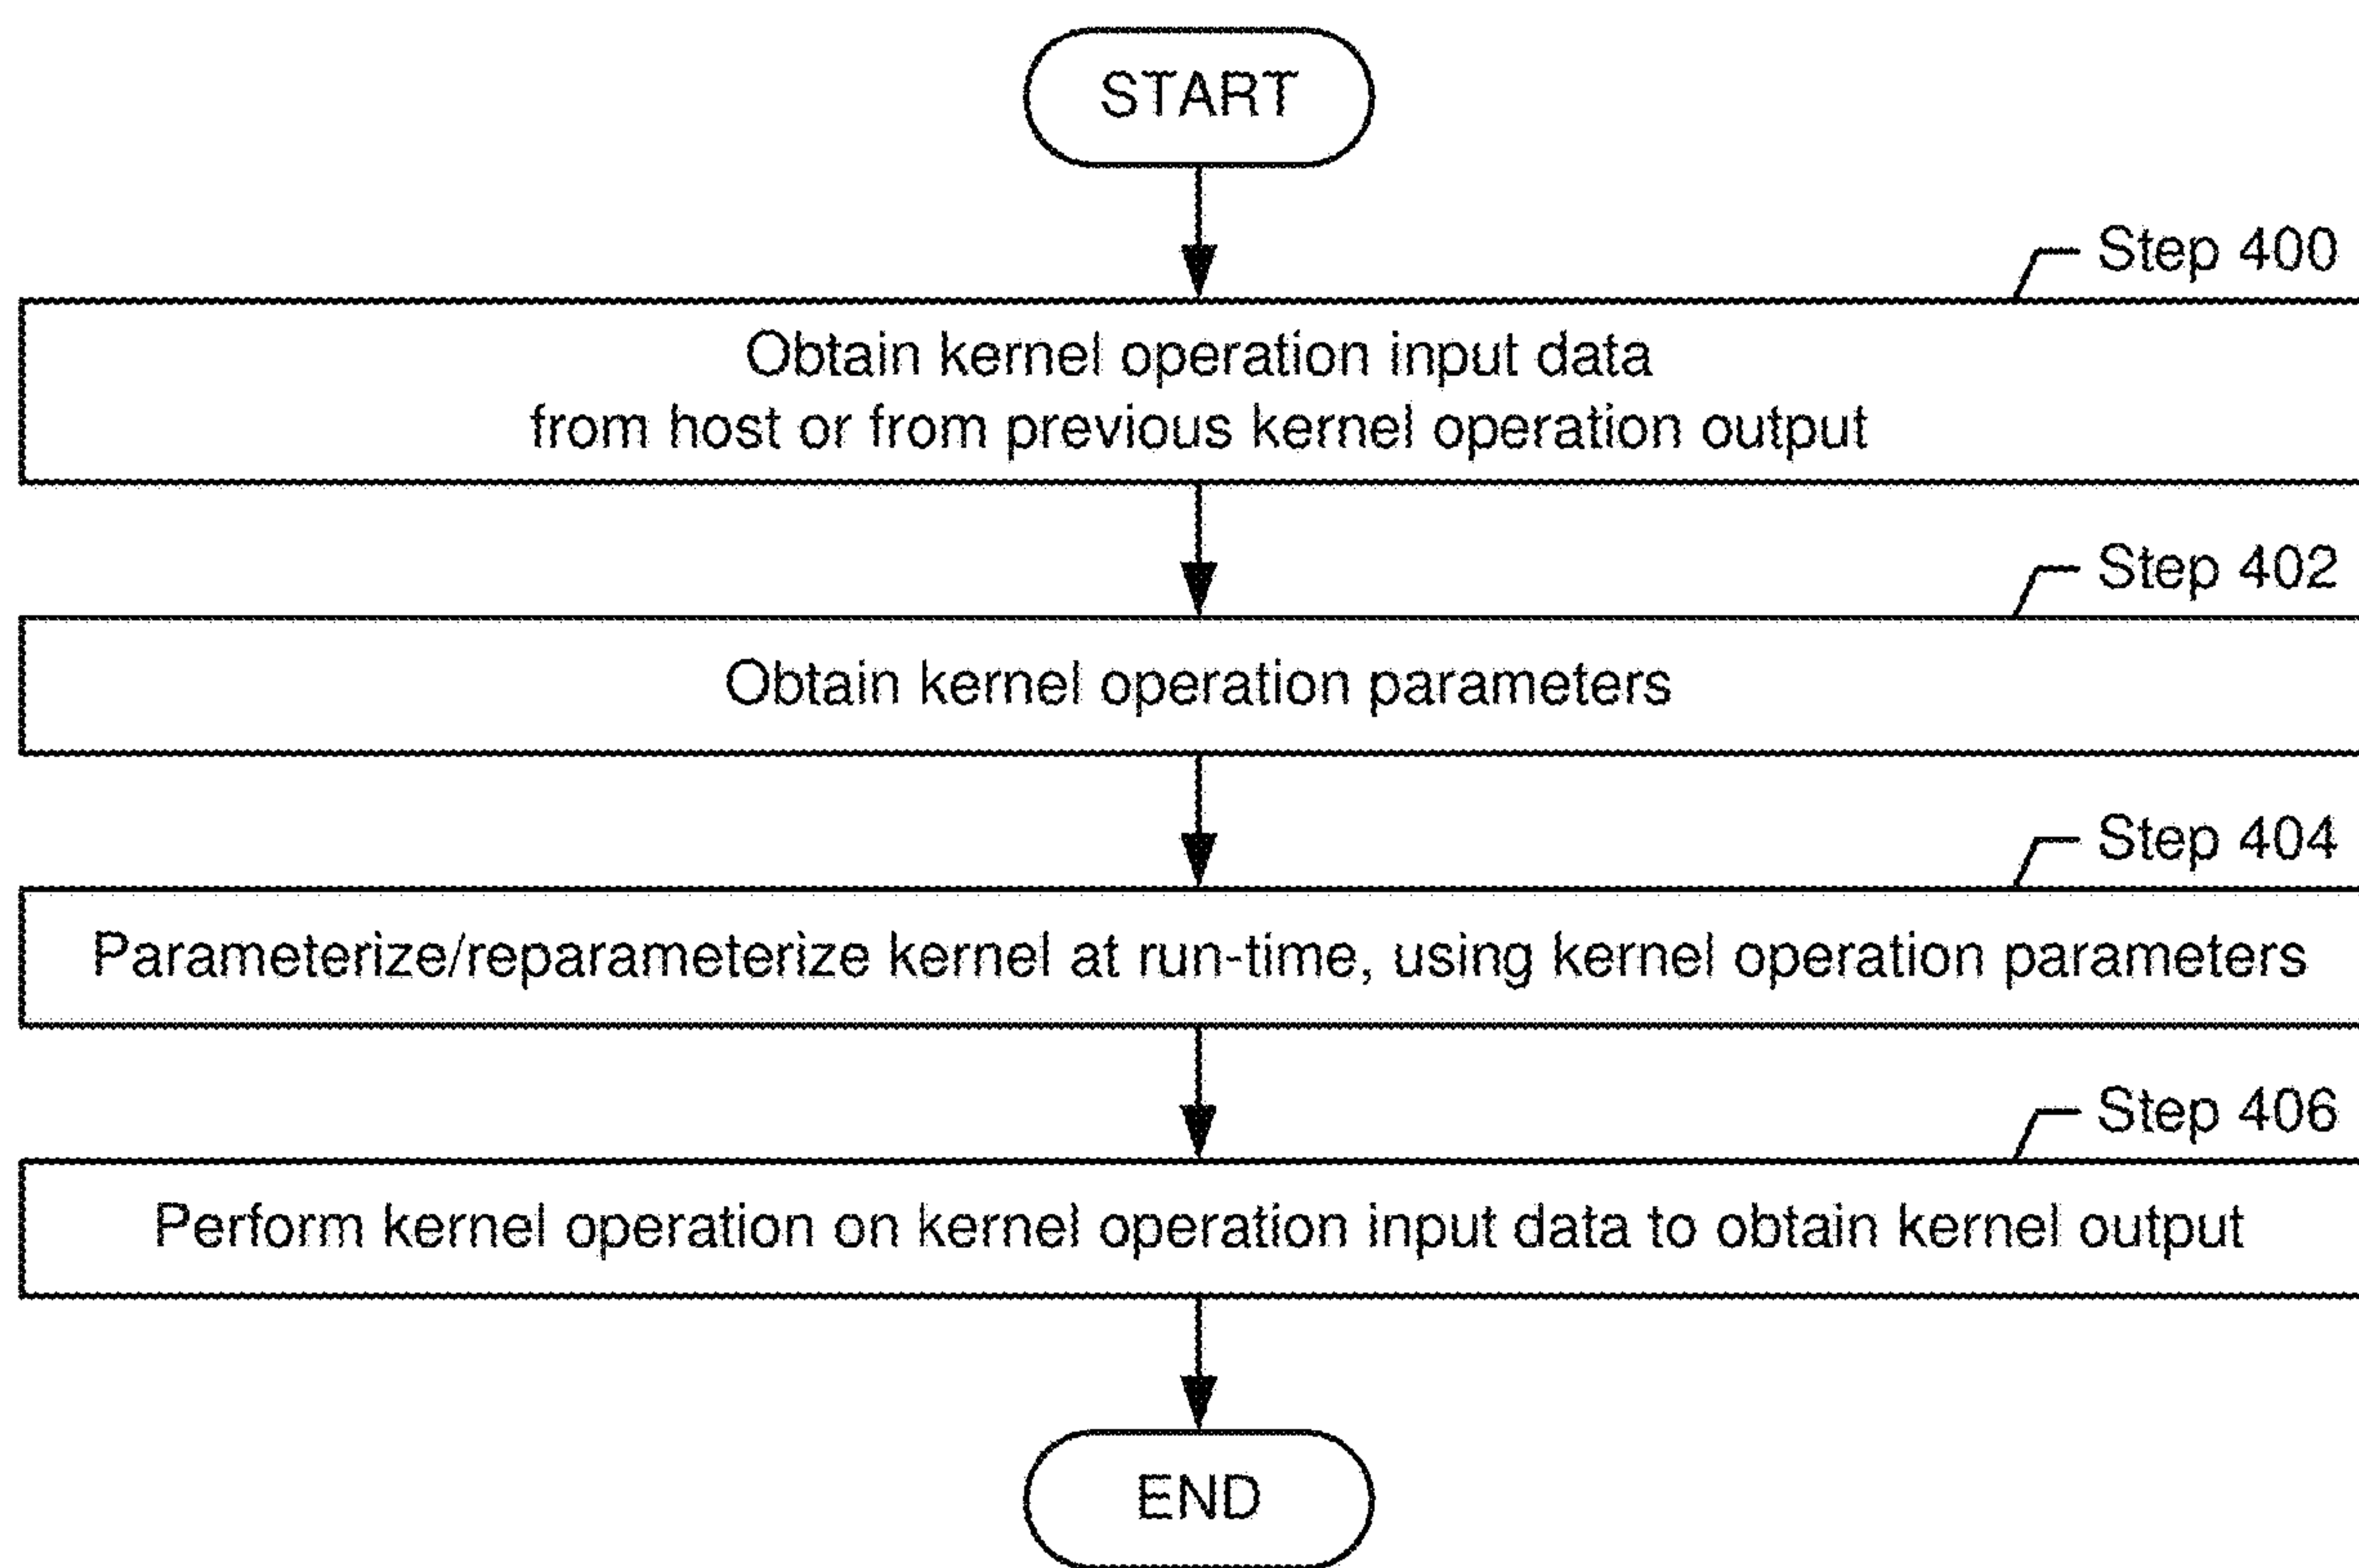 START
Step 400
Obtain kernel operation input data
from host or from previous kernel operation output
Step 402
Obtain kernel operation parameters
Step 404
Parameterize/reparameterize kernel at run-time, using kernel operation parameters
Step 406
Perform kernel operation on kernel operation input data to obtain kernel output
END